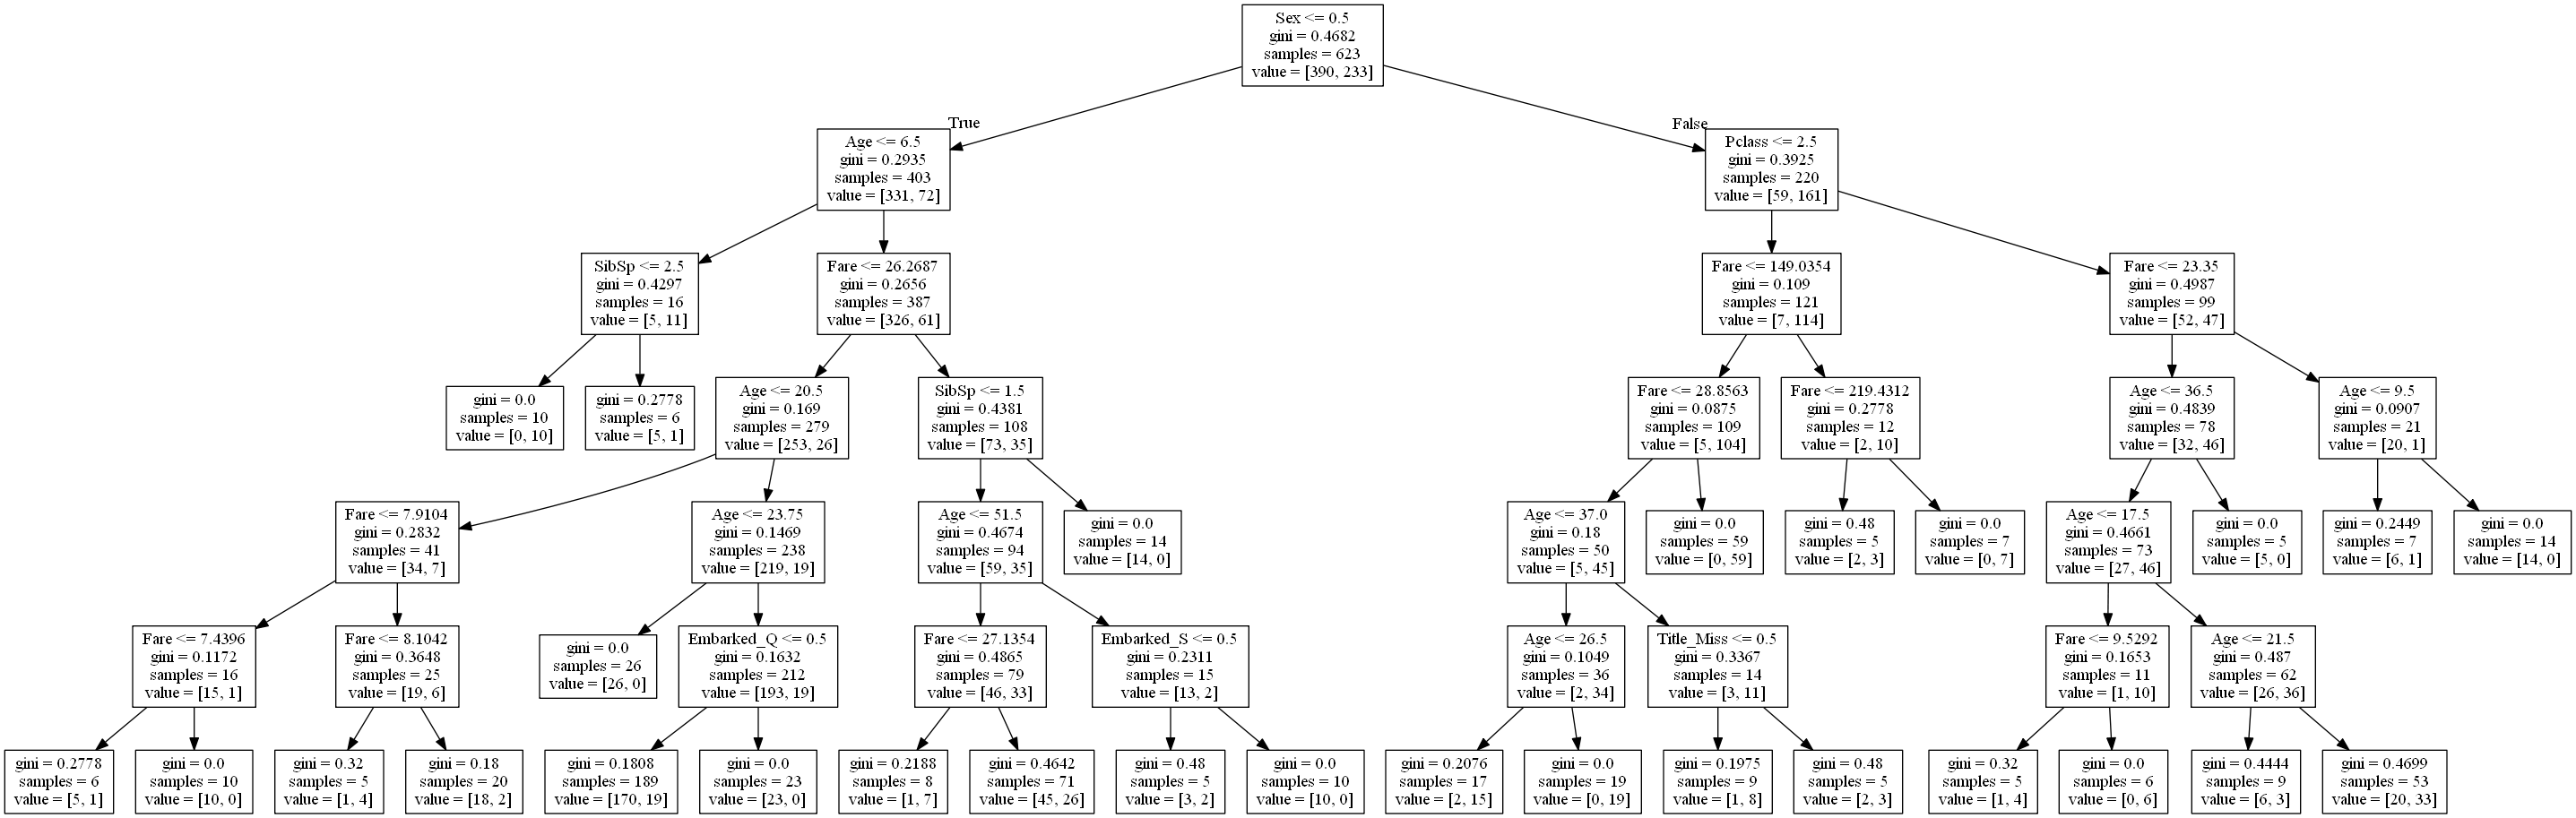 Sex <= 0.5
gini = 0.4682
samples = 623
value = [390, 233]
True
False
Age <= 6.5
gini = 0.2935
samples = 403
value = [331, 72]
Pclass <= 2.5
gini = 0.3925
samples = 220
value = [59, 161]
SibSp <= 2.5
gini = 0.4297
samples = 16
value = [5, 11]
Fare <= 26.2687
gini = 0.2656
samples = 387
value = [326, 61]
Fare <= 149.0354
gini = 0.109
samples = 121
value = [7, 114]
Fare <= 23.35
gini = 0.4987
samples = 99
value = [52, 47]
gini = 0.0
samples = 10
value = [0, 10]
gini = 0.2778
samples = 6
value = [5, 1]
Age <= 20.5
gini = 0.169
samples = 279
value = [253, 26]
SibSp <= 1.5
gini = 0.4381
samples = 108
value = [73, 35]
Fare <= 28.8563
gini = 0.0875
samples = 109
value = [5, 104]
Fare <= 219.4312
gini = 0.2778
samples = 12
value = [2, 10]
Age <= 36.5
gini = 0.4839
samples = 78
value = [32, 46]
Age <= 9.5
gini = 0.0907
samples = 21
value = [20, 1]
Fare <= 7.9104
gini = 0.2832
samples = 41
value = [34, 7]
Age <= 23.75
gini = 0.1469
samples = 238
value = [219, 19]
Age <= 51.5
gini = 0.4674
samples = 94
value = [59, 35]
gini = 0.0
samples = 14
value = [14, 0]
Age <= 37.0
gini = 0.18
samples = 50
value = [5, 45]
gini = 0.0
samples = 59
value = [0, 59]
gini = 0.48
samples = 5
value = [2, 3]
gini = 0.0
samples = 7
value = [0, 7]
Age <= 17.5
gini = 0.4661
samples = 73
value = [27, 46]
gini = 0.0
samples = 5
value = [5, 0]
gini = 0.2449
samples = 7
value = [6, 1]
gini = 0.0
samples = 14
value = [14, 0]
Fare <= 7.4396
gini = 0.1172
samples = 16
value = [15, 1]
Fare <= 8.1042
gini = 0.3648
samples = 25
value = [19, 6]
gini = 0.0
samples = 26
value = [26, 0]
Embarked_Q <= 0.5
gini = 0.1632
samples = 212
value = [193, 19]
Fare <= 27.1354
gini = 0.4865
samples = 79
value = [46, 33]
Embarked_S <= 0.5
gini = 0.2311
samples = 15
value = [13, 2]
Age <= 26.5
gini = 0.1049
samples = 36
value = [2, 34]
Title_Miss <= 0.5
gini = 0.3367
samples = 14
value = [3, 11]
Fare <= 9.5292
gini = 0.1653
samples = 11
value = [1, 10]
Age <= 21.5
gini = 0.487
samples = 62
value = [26, 36]
gini = 0.2778
samples = 6
value = [5, 1]
gini = 0.0
samples = 10
value = [10, 0]
gini = 0.32
samples = 5
value = [1, 4]
gini = 0.18
samples = 20
value = [18, 2]
gini = 0.1808
samples = 189
value = [170, 19]
gini = 0.0
samples = 23
value = [23, 0]
gini = 0.2188
samples = 8
value = [1, 7]
gini = 0.4642
samples = 71
value = [45, 26]
gini = 0.48
samples = 5
value = [3, 2]
gini = 0.0
samples = 10
value = [10, 0]
gini = 0.2076
samples = 17
value = [2, 15]
gini = 0.0
samples = 19
value = [0, 19]
gini = 0.1975
samples = 9
value = [1, 8]
gini = 0.48
samples = 5
value = [2, 3]
gini = 0.32
samples = 5
value = [1, 4]
gini = 0.0
samples = 6
value = [0, 6]
gini = 0.4444
samples = 9
value = [6, 3]
gini = 0.4699
samples = 53
value = [20, 33]